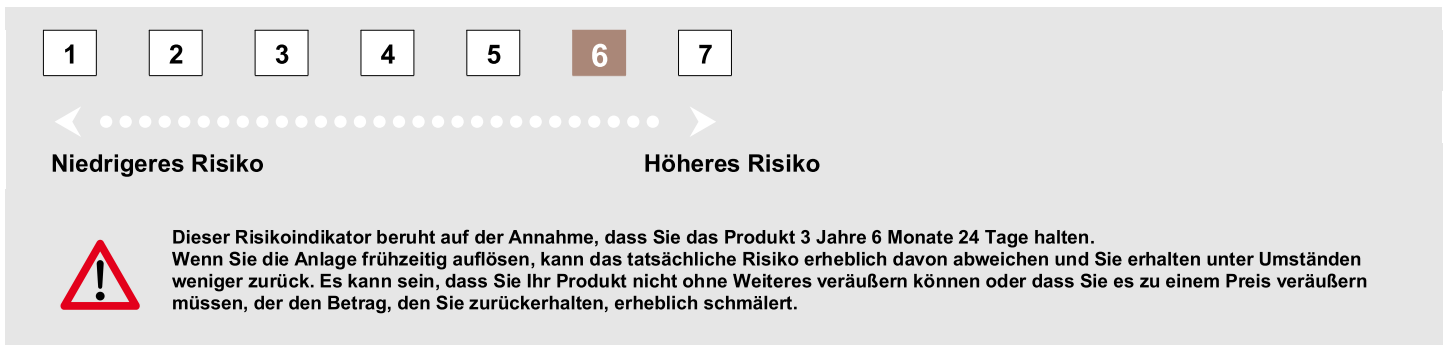 1 2 3 4 5 6 7
Niedrigeres Risiko Höheres Risiko
Dieser Risikoindikator beruht auf der Annahme, dass Sie das Produkt 3 Jahre 6 Monate 24 Tage halten.
Wenn Sie die Anlage frühzeitig auflösen, kann das tatsächliche Risiko erheblich davon abweichen und Sie erhalten unter Umständen
weniger zurück. Es kann sein, dass Sie Ihr Produkt nicht ohne Weiteres veräußern können oder dass Sie es zu einem Preis veräußern
müssen, der den Betrag, den Sie zurückerhalten, erheblich schmälert.